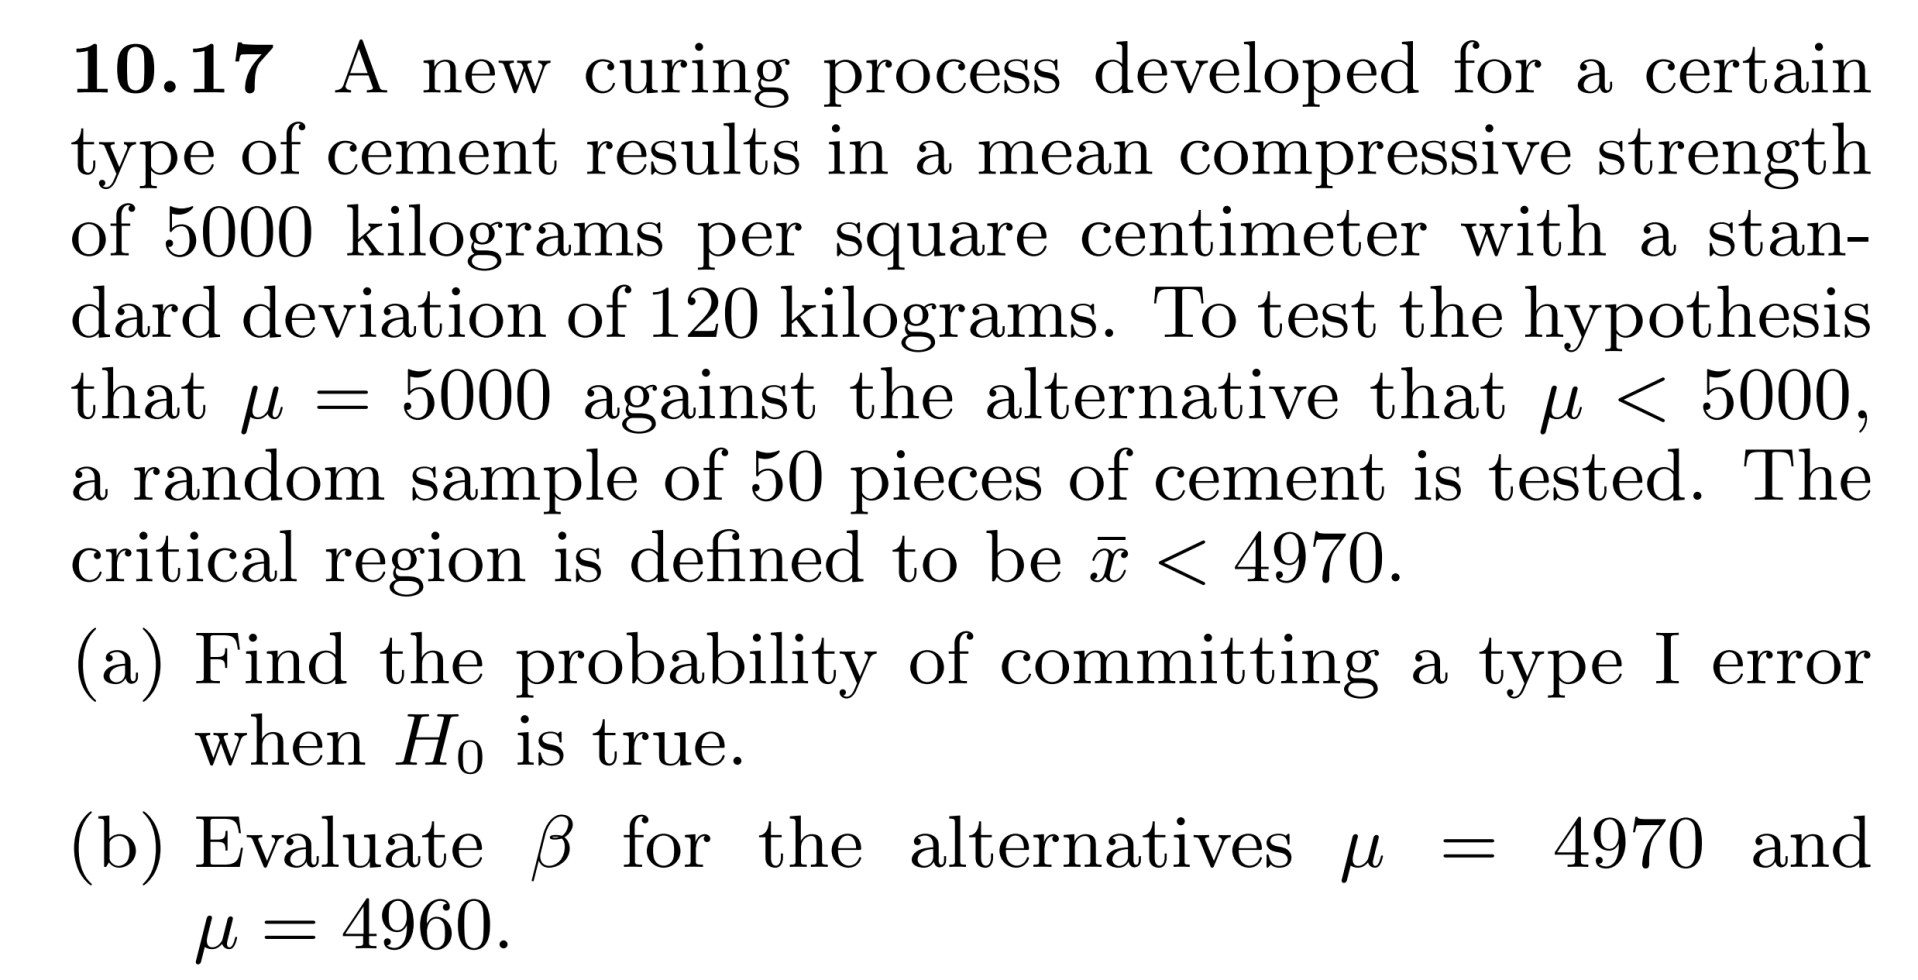 10.17 A new curing process developed for a certain
type of cement results in a mean compressive strength
of 5000 kilograms per square centimeter with a stan-
dard deviation of 120 kilograms. To test the hypothesis
that μ = 5000 against the alternative that μ < 5000,
a random sample of 50 pieces of cement is tested. The
critical region is defined to be x̄ < 4970.
(a) Find the probability of committing a type I error
when H₀ is true.
(b) Evaluate β for the alternatives μ = 4970 and
μ = 4960.